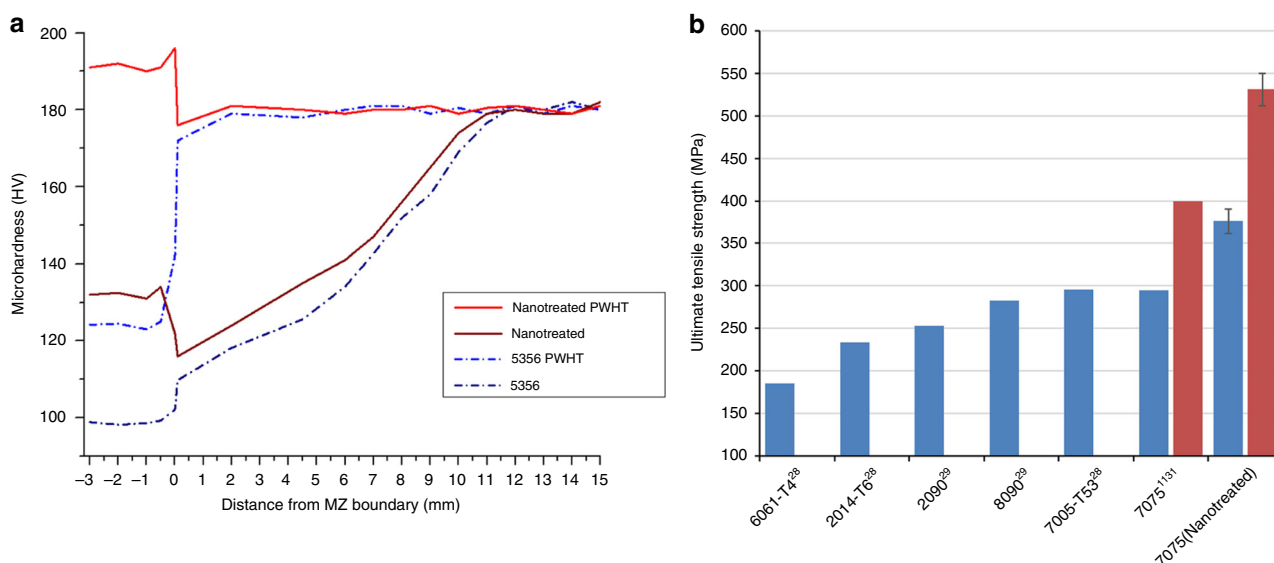 a
Microhardness (HV)
200
180
160
140
120
100
–3 –2 –1 0 1 2 3 4 5 6 7 8 9 10 11 12 13 14 15
Distance from MZ boundary (mm)
Nanotreated PWHT
Nanotreated
5356 PWHT
5356
b
Ultimate tensile strength (MPa)
600
550
500
450
400
350
300
250
200
150
100
6061-T4²⁸
2014-T6²⁸
2090²⁹
8090²⁹
7005-T53²⁸
7075¹¹³¹
7075(Nanotreated)